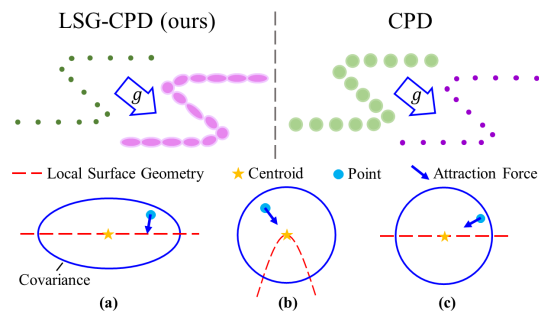 LSG-CPD (ours)
CPD
g
g
Local Surface Geometry
Centroid
Point
Attraction Force
Covariance
(a)
(b)
(c)